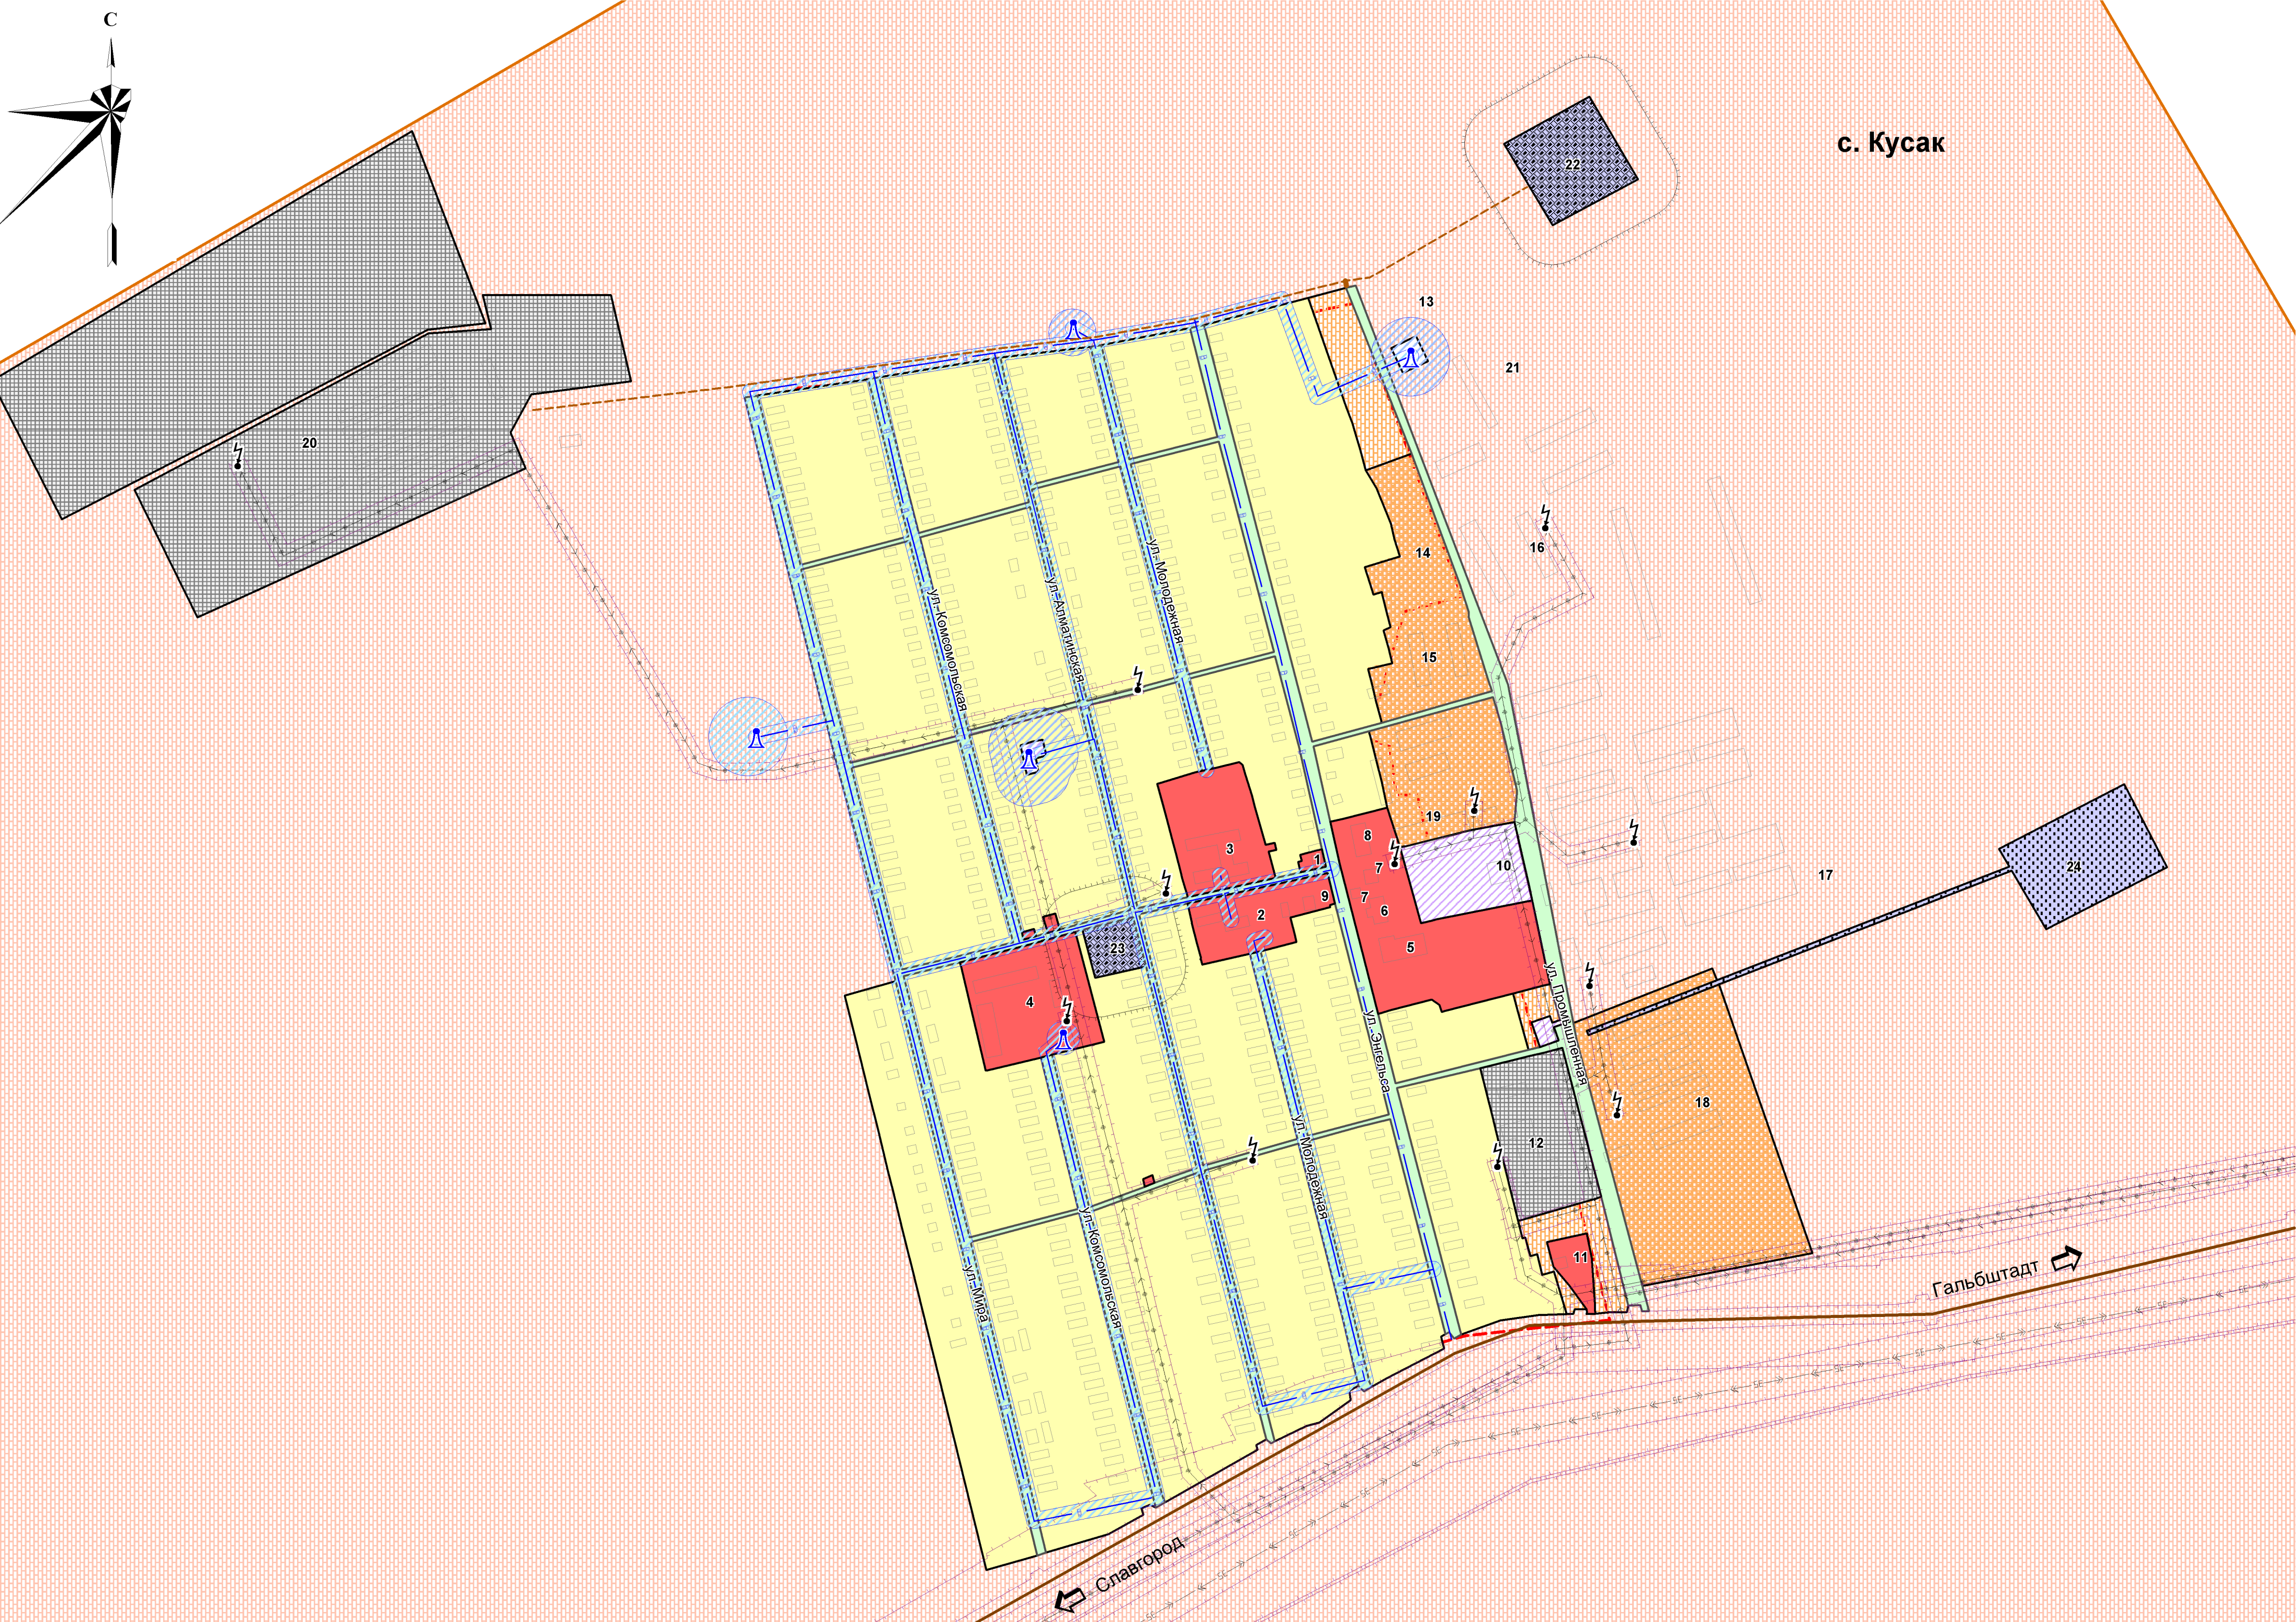 С
с. Кусак
22
13
21
20
14
16
ул. Молодежная
ул. Алматинская
ул. Комсомольская
15
19
8
3
1
7
10
17
24
7
9
6
2
5
23
4
ул. Промышленная
ул. Энгельса
18
12
ул. Молодежная
ул. Комсомольская
ул. Мира
11
Гальбштадт
Славгород